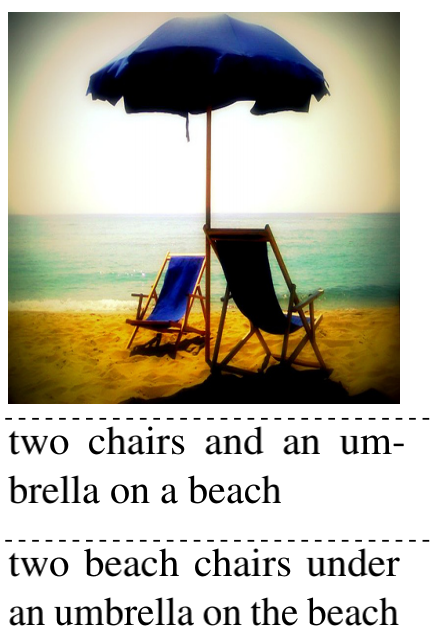 two chairs and an um-
brella on a beach
two beach chairs under
an umbrella on the beach